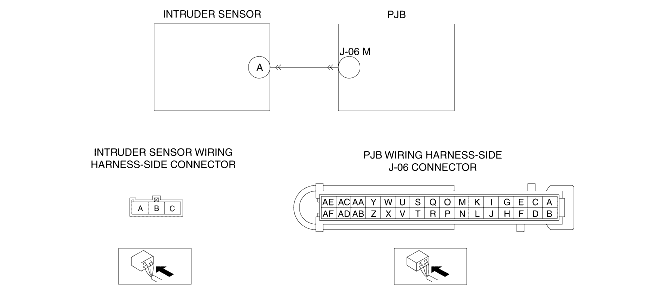 INTRUDER SENSOR
PJB
A
J-06 M
INTRUDER SENSOR WIRING
HARNESS-SIDE CONNECTOR
PJB WIRING HARNESS-SIDE
J-06 CONNECTOR
A B C
AE AC AA Y W U S Q O M K I G E C A
AF AD AB Z X V T R P N L J H F D B